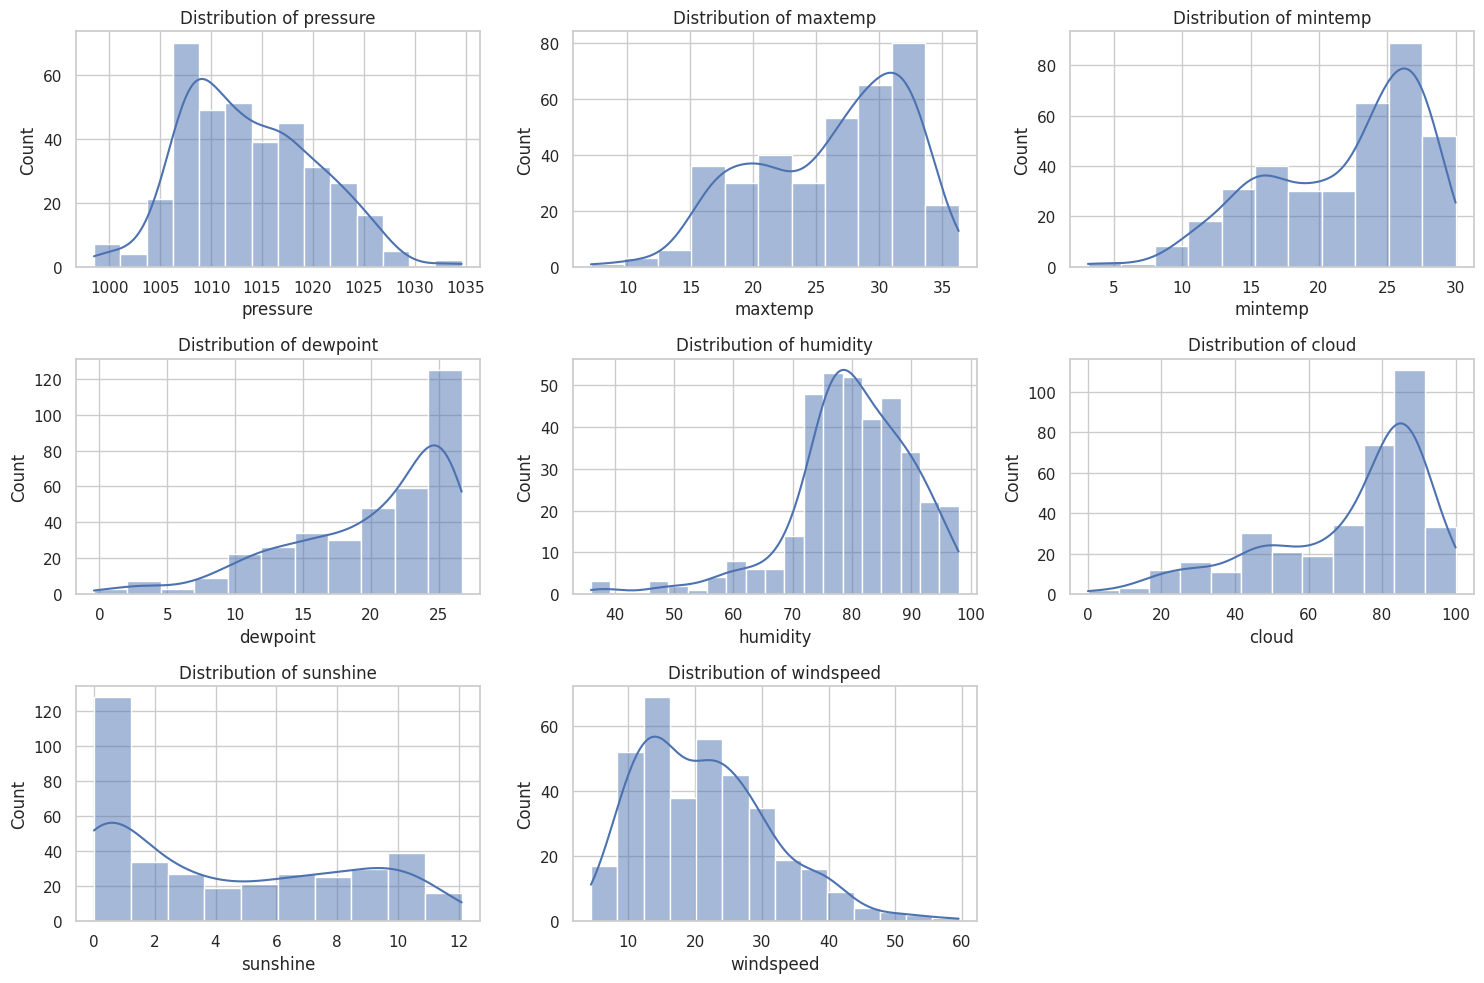 Distribution of pressure
Count
60
40
20
0
1000 1005 1010 1015 1020 1025 1030 1035
pressure
Distribution of maxtemp
Count
80
60
40
20
0
10 15 20 25 30 35
maxtemp
Distribution of mintemp
Count
80
60
40
20
0
5 10 15 20 25 30
mintemp
Distribution of dewpoint
Count
120
100
80
60
40
20
0
0 5 10 15 20 25
dewpoint
Distribution of humidity
Count
50
40
30
20
10
0
40 50 60 70 80 90 100
humidity
Distribution of cloud
Count
100
80
60
40
20
0
0 20 40 60 80 100
cloud
Distribution of sunshine
Count
120
100
80
60
40
20
0
0 2 4 6 8 10 12
sunshine
Distribution of windspeed
Count
60
40
20
0
10 20 30 40 50 60
windspeed